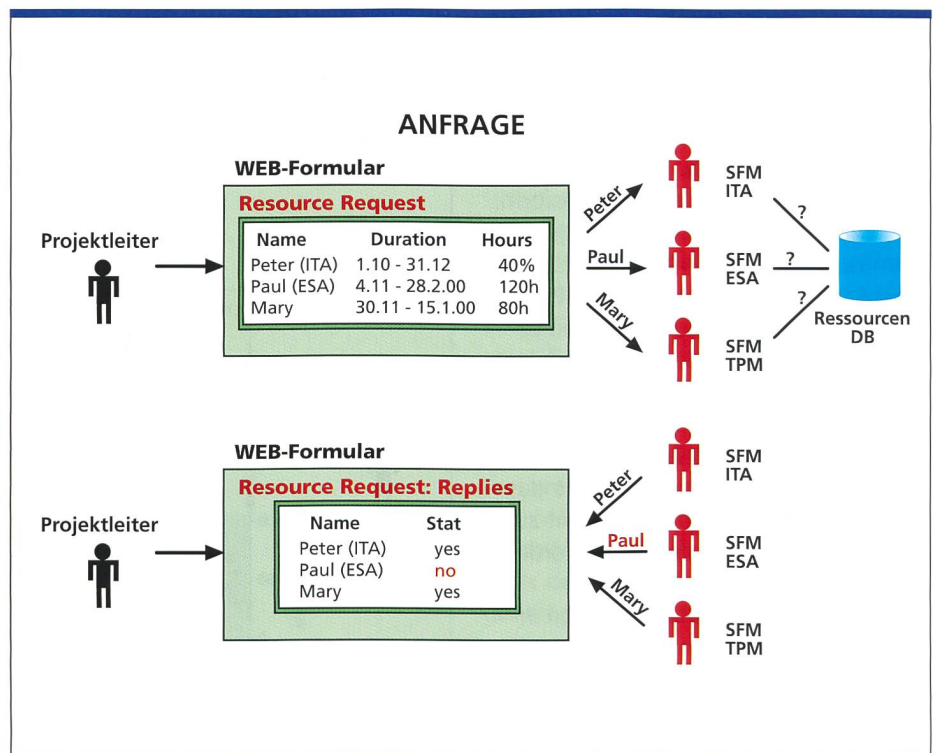 ANFRAGE
WEB-Formular
Resource Request
Name Duration Hours
Peter (ITA) 1.10 - 31.12 40%
Paul (ESA) 4.11 - 28.2.00 120h
Mary 30.11 - 15.1.00 80h
Projektleiter
Peter
Paul
Mary
SFM
ITA
SFM
ESA
SFM
TPM
?
?
?
Ressourcen
DB
WEB-Formular
Resource Request: Replies
Name Stat
Peter (ITA) yes
Paul (ESA) no
Mary yes
Projektleiter
Peter
Paul
Mary
SFM
ITA
SFM
ESA
SFM
TPM